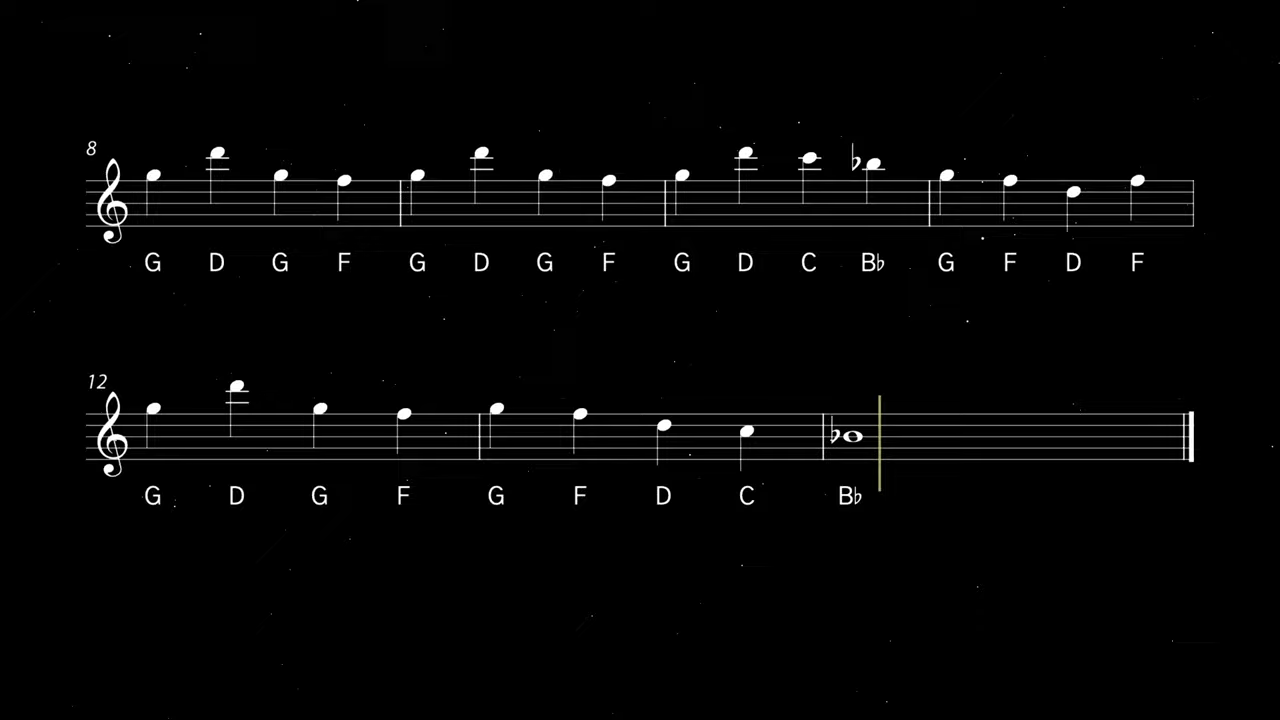 8
G D G F G D G F G D C B♭ G F D F
12
G D G F G F D C B♭